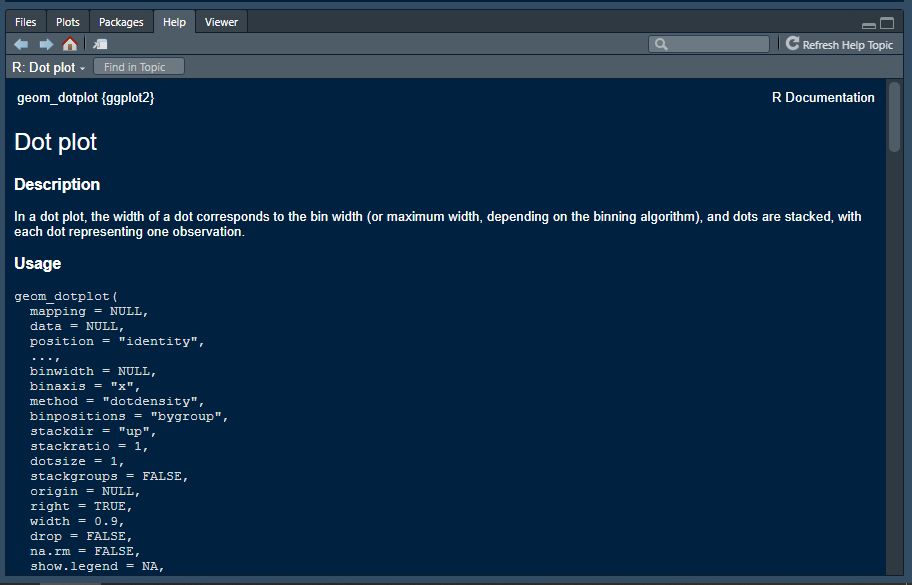 Files Plots Packages Help Viewer
Refresh Help Topic
R: Dot plot Find in Topic
geom_dotplot {ggplot2} R Documentation
Dot plot
Description
In a dot plot, the width of a dot corresponds to the bin width (or maximum width, depending on the binning algorithm), and dots are stacked, with
each dot representing one observation.
Usage
geom_dotplot(
  mapping = NULL,
  data = NULL,
  position = "identity",
  ...,
  binwidth = NULL,
  binaxis = "x",
  method = "dotdensity",
  binpositions = "bygroup",
  stackdir = "up",
  stackratio = 1,
  dotsize = 1,
  stackgroups = FALSE,
  origin = NULL,
  right = TRUE,
  width = 0.9,
  drop = FALSE,
  na.rm = FALSE,
  show.legend = NA,